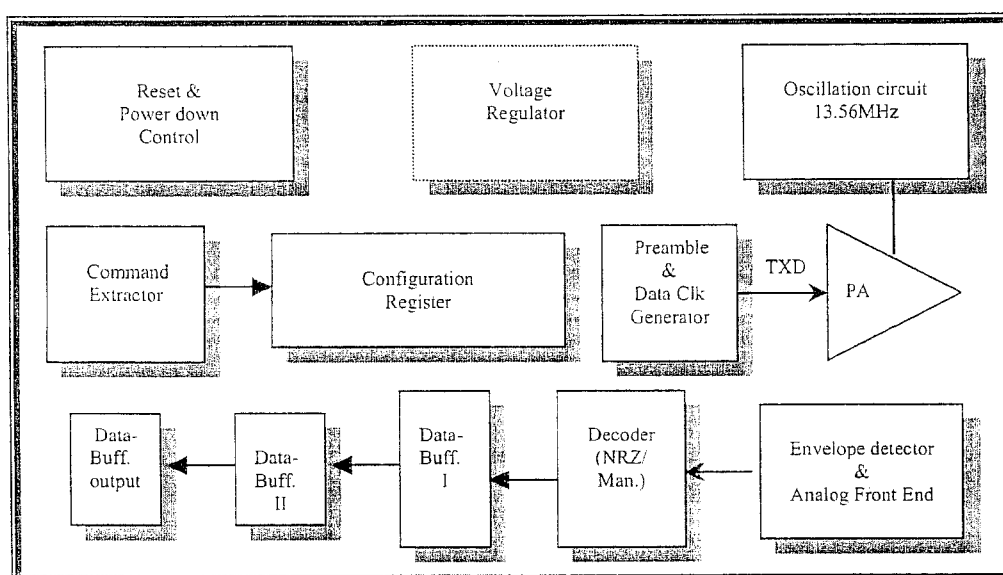 Reset &
Power down
Control
Voltage
Regulator
Oscillation circuit
13.56MHz
Command
Extractor
Configuration
Register
Preamble
&
Data Clk
Generator
TXD
PA
Data-
Buff.
output
Data-
Buff.
II
Data-
Buff.
I
Decoder
(NRZ/
Man.)
Envelope detector
&
Analog Front End